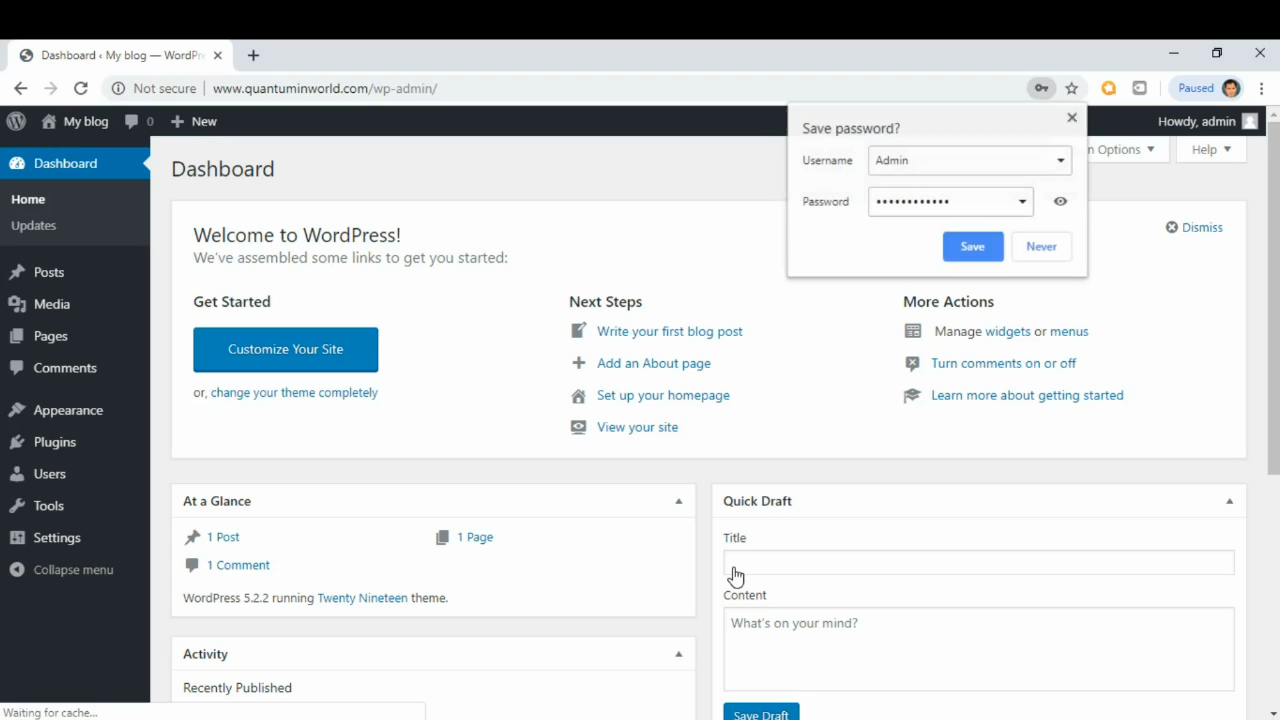 Dashboard ‹ My blog — WordPre
Not secure www.quantuminworld.com/wp-admin/ Paused
My blog 0 New Howdy, admin
Save password?
Username Admin
Password ••••••••••••
Save Never
n Options Help
Dashboard
Home
Updates
Posts
Media
Pages
Comments
Appearance
Plugins
Users
Tools
Settings
Collapse menu
Dashboard
Welcome to WordPress!
We've assembled some links to get you started:
Dismiss
Get Started
Customize Your Site
or, change your theme completely
Next Steps
Write your first blog post
Add an About page
Set up your homepage
View your site
More Actions
Manage widgets or menus
Turn comments on or off
Learn more about getting started
At a Glance
1 Post 1 Page
1 Comment
WordPress 5.2.2 running Twenty Nineteen theme.
Activity
Recently Published
Quick Draft
Title
Content
What's on your mind?
Save Draft
Waiting for cache...